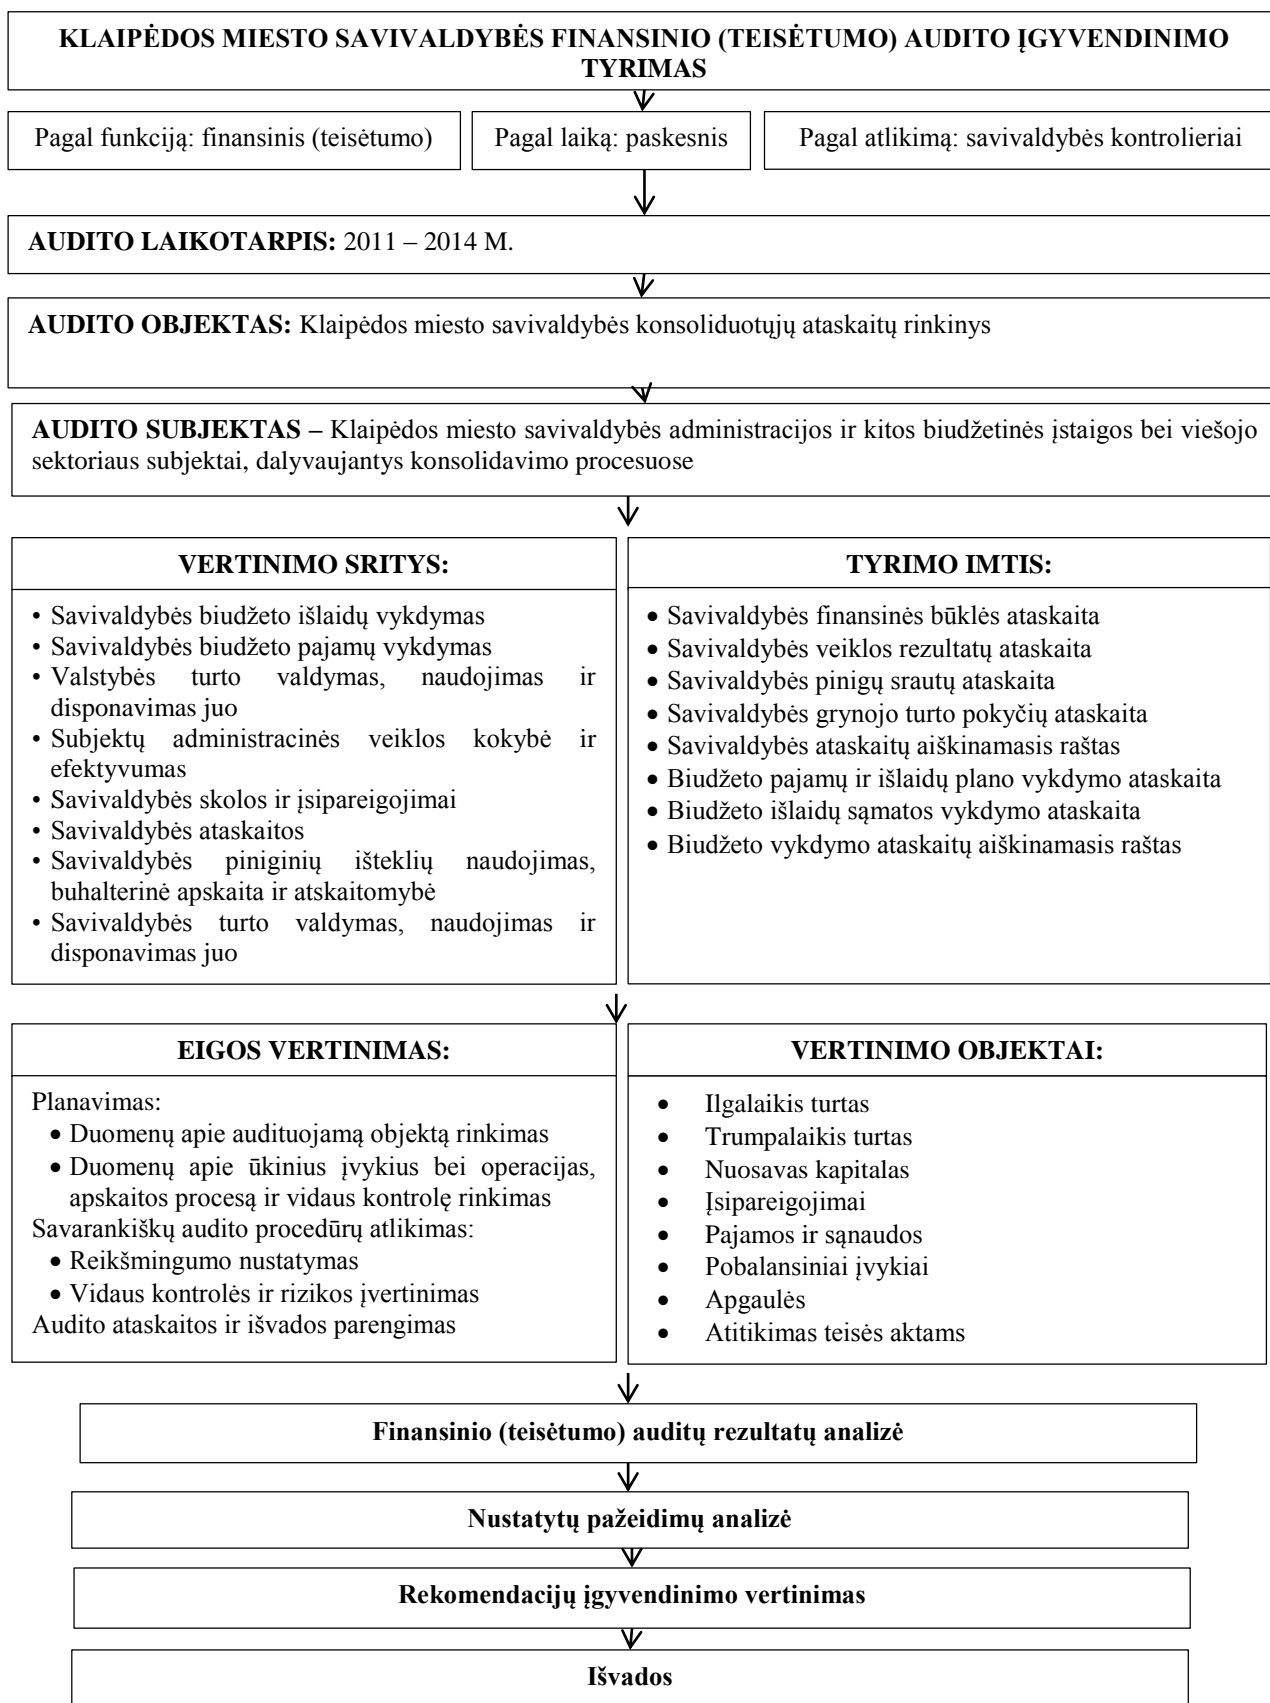 KLAIPĖDOS MIESTO SAVIVALDYBĖS FINANSINIO (TEISĖTUMO) AUDITO ĮGYVENDINIMO
TYRIMAS
Pagal funkciją: finansinis (teisėtumo)
Pagal laiką: paskesnis
Pagal atlikimą: savivaldybės kontrolieriai
AUDITO LAIKOTARPIS: 2011 – 2014 M.
AUDITO OBJEKTAS: Klaipėdos miesto savivaldybės konsoliduotųjų ataskaitų rinkinys
AUDITO SUBJEKTAS – Klaipėdos miesto savivaldybės administracijos ir kitos biudžetinės įstaigos bei viešojo
sektoriaus subjektai, dalyvaujantys konsolidavimo procesuose
VERTINIMO SRITYS:
• Savivaldybės biudžeto išlaidų vykdymas
• Savivaldybės biudžeto pajamų vykdymas
• Valstybės turto valdymas, naudojimas ir
disponavimas juo
• Subjektų administracinės veiklos kokybė ir
efektyvumas
• Savivaldybės skolos ir įsipareigojimai
• Savivaldybės ataskaitos
• Savivaldybės piniginių išteklių naudojimas,
buhalterinė apskaita ir atskaitomybė
• Savivaldybės turto valdymas, naudojimas ir
disponavimas juo
TYRIMO IMTIS:
• Savivaldybės finansinės būklės ataskaita
• Savivaldybės veiklos rezultatų ataskaita
• Savivaldybės pinigų srautų ataskaita
• Savivaldybės grynojo turto pokyčių ataskaita
• Savivaldybės ataskaitų aiškinamasis raštas
• Biudžeto pajamų ir išlaidų plano vykdymo ataskaita
• Biudžeto išlaidų sąmatos vykdymo ataskaita
• Biudžeto vykdymo ataskaitų aiškinamasis raštas
EIGOS VERTINIMAS:
Planavimas:
• Duomenų apie audituojamą objektą rinkimas
• Duomenų apie ūkinius įvykius bei operacijas,
apskaitos procesą ir vidaus kontrolę rinkimas
Savarankiškų audito procedūrų atlikimas:
• Reikšmingumo nustatymas
• Vidaus kontrolės ir rizikos įvertinimas
Audito ataskaitos ir išvados parengimas
VERTINIMO OBJEKTAI:
• Ilgalaikis turtas
• Trumpalaikis turtas
• Nuosavas kapitalas
• Įsipareigojimai
• Pajamos ir sąnaudos
• Pobalansiniai įvykiai
• Apgaulės
• Atitikimas teisės aktams
Finansinio (teisėtumo) auditų rezultatų analizė
Nustatytų pažeidimų analizė
Rekomendacijų įgyvendinimo vertinimas
Išvados